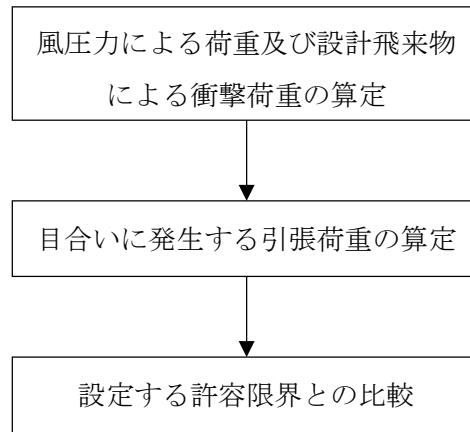 風圧力による荷重及び設計飛来物
による衝撃荷重の算定
目合いに発生する引張荷重の算定
設定する許容限界との比較